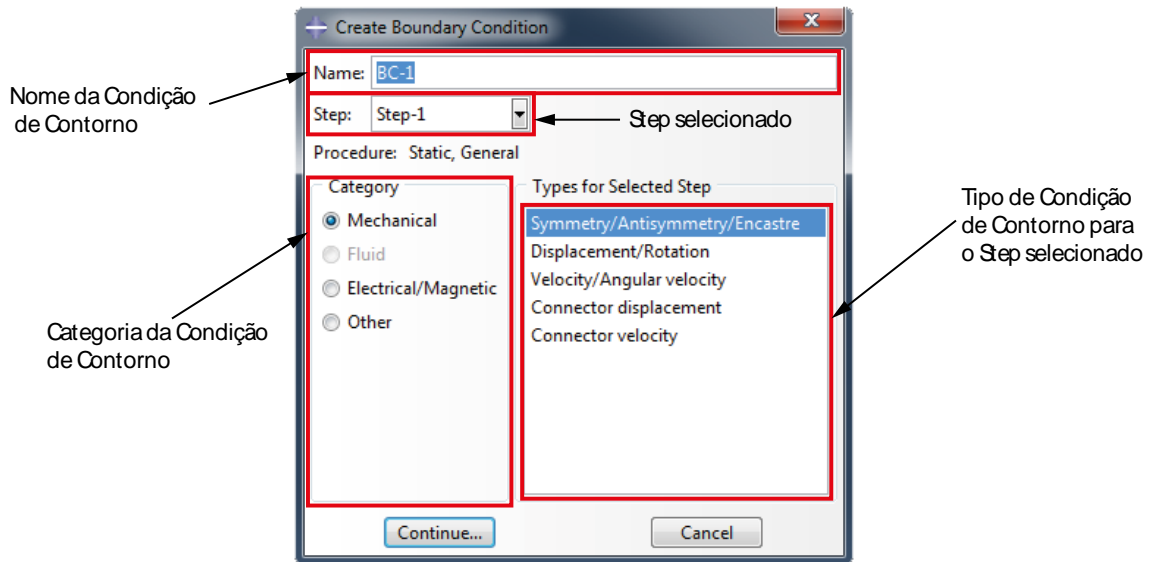 Create Boundary Condition
Name: BC-1
Nome da Condição
de Contorno
Step: Step-1
Step selecionado
Procedure: Static, General
Category
Mechanical
Fluid
Electrical/Magnetic
Other
Types for Selected Step
Symmetry/Antisymmetry/Encastre
Displacement/Rotation
Velocity/Angular velocity
Connector displacement
Connector velocity
Tipo de Condição
de Contorno para
o Step selecionado
Categoria da Condição
de Contorno
Continue...
Cancel